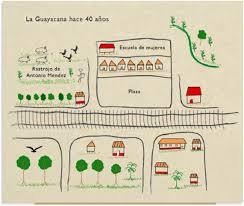 La Guayacana hace 40 años
Escuela de mujeres
Rastrojo de
Antonio Mendez
Plaza